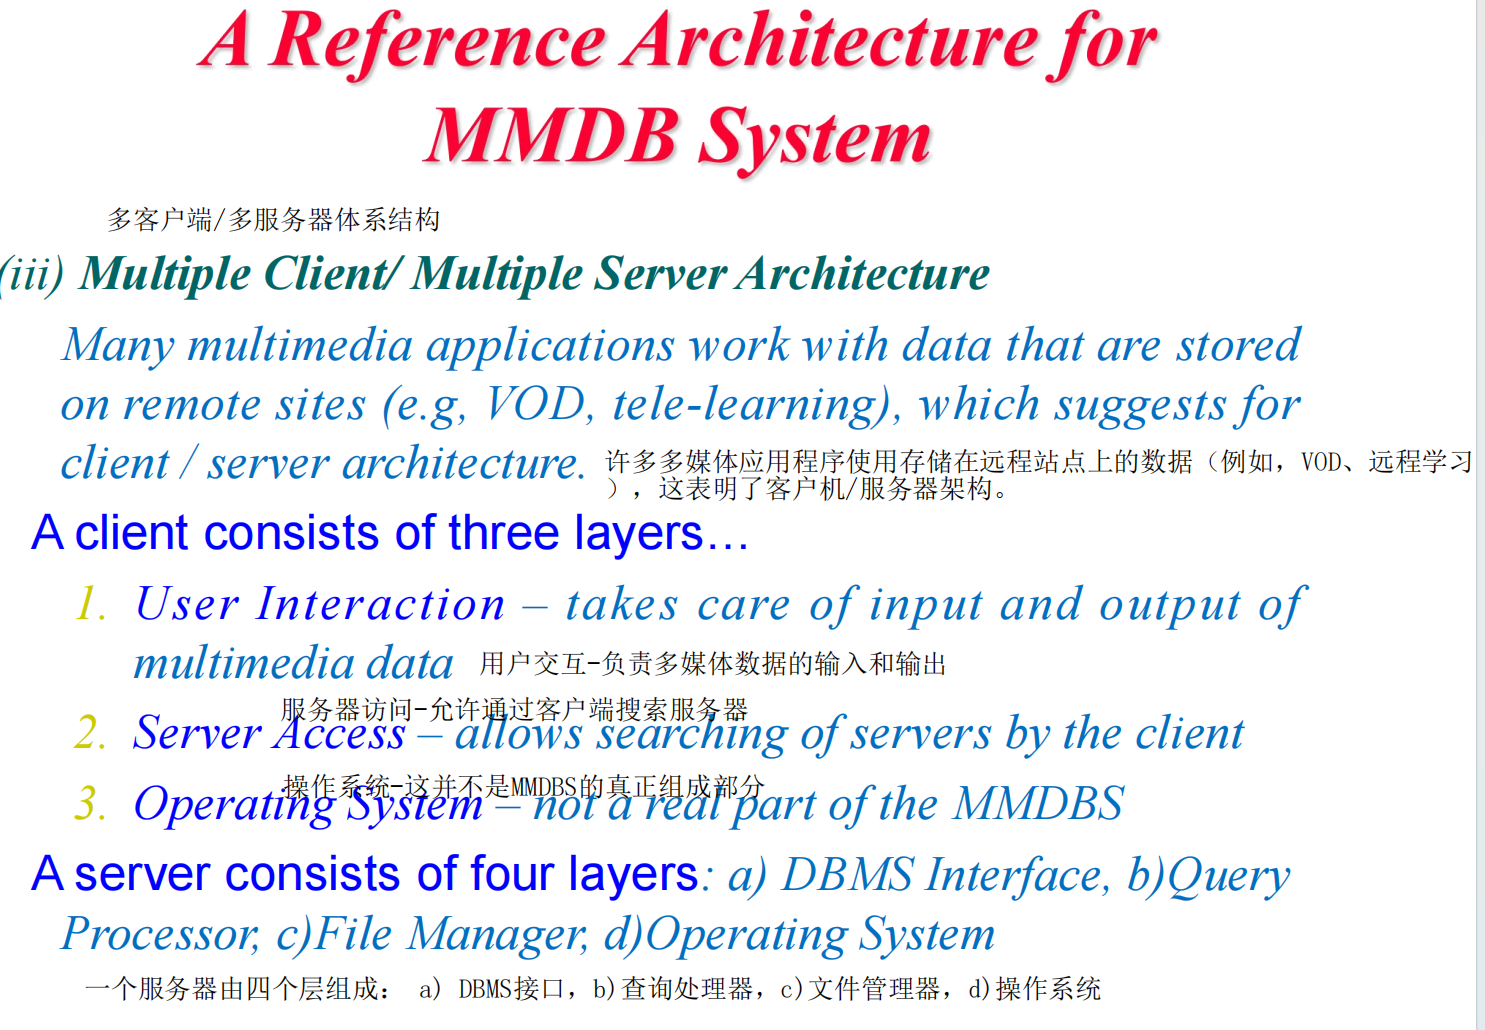 A Reference Architecture for
MMDB System
多客户端/多服务器体系结构
(iii) Multiple Client/ Multiple Server Architecture
Many multimedia applications work with data that are stored
on remote sites (e.g, VOD, tele-learning), which suggests for
client / server architecture.
许多多媒体应用程序使用存储在远程站点上的数据（例如，VOD、远程学习
），这表明了客户机/服务器架构。
A client consists of three layers…
1. User Interaction – takes care of input and output of
multimedia data
用户交互-负责多媒体数据的输入和输出
服务器访问-允许通过客户端搜索服务器
2. Server Access – allows searching of servers by the client
操作系统-这并不是MMDBS的真正组成部分
3. Operating System – not a real part of the MMDBS
A server consists of four layers: a) DBMS Interface, b)Query
Processor, c)File Manager, d)Operating System
一个服务器由四个层组成： a) DBMS接口，b)查询处理器，c)文件管理器，d)操作系统